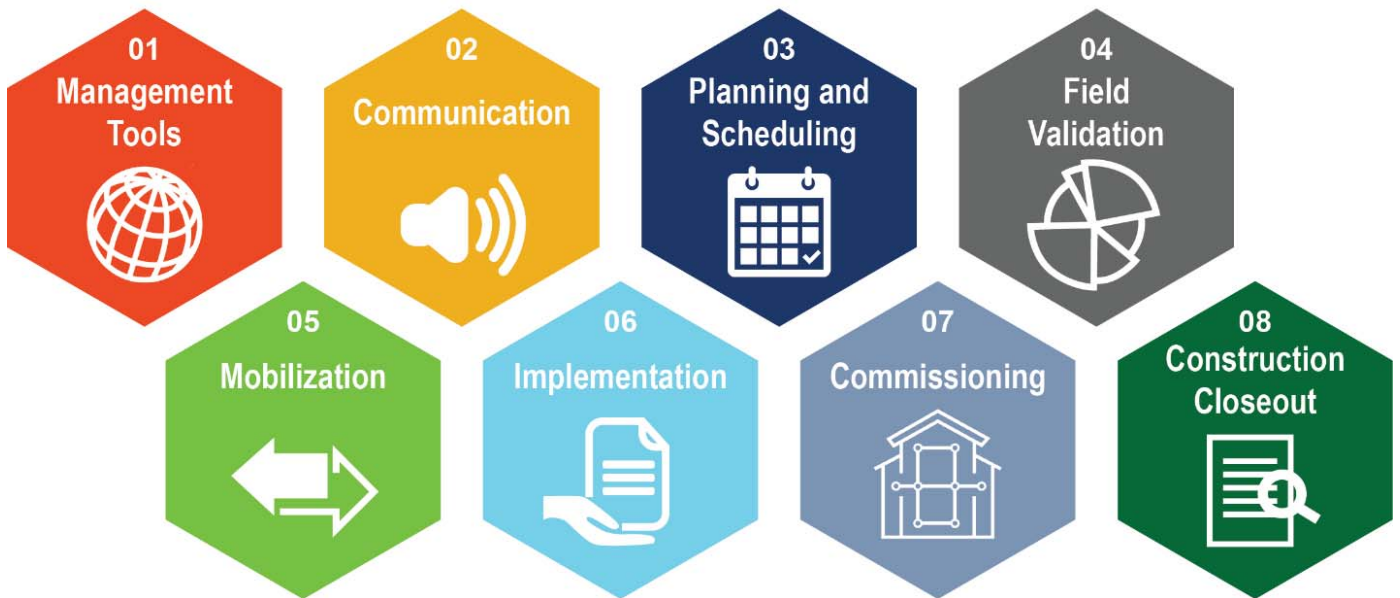 01
Management
Tools
02
Communication
03
Planning and
Scheduling
04
Field
Validation
05
Mobilization
06
Implementation
07
Commissioning
08
Construction
Closeout